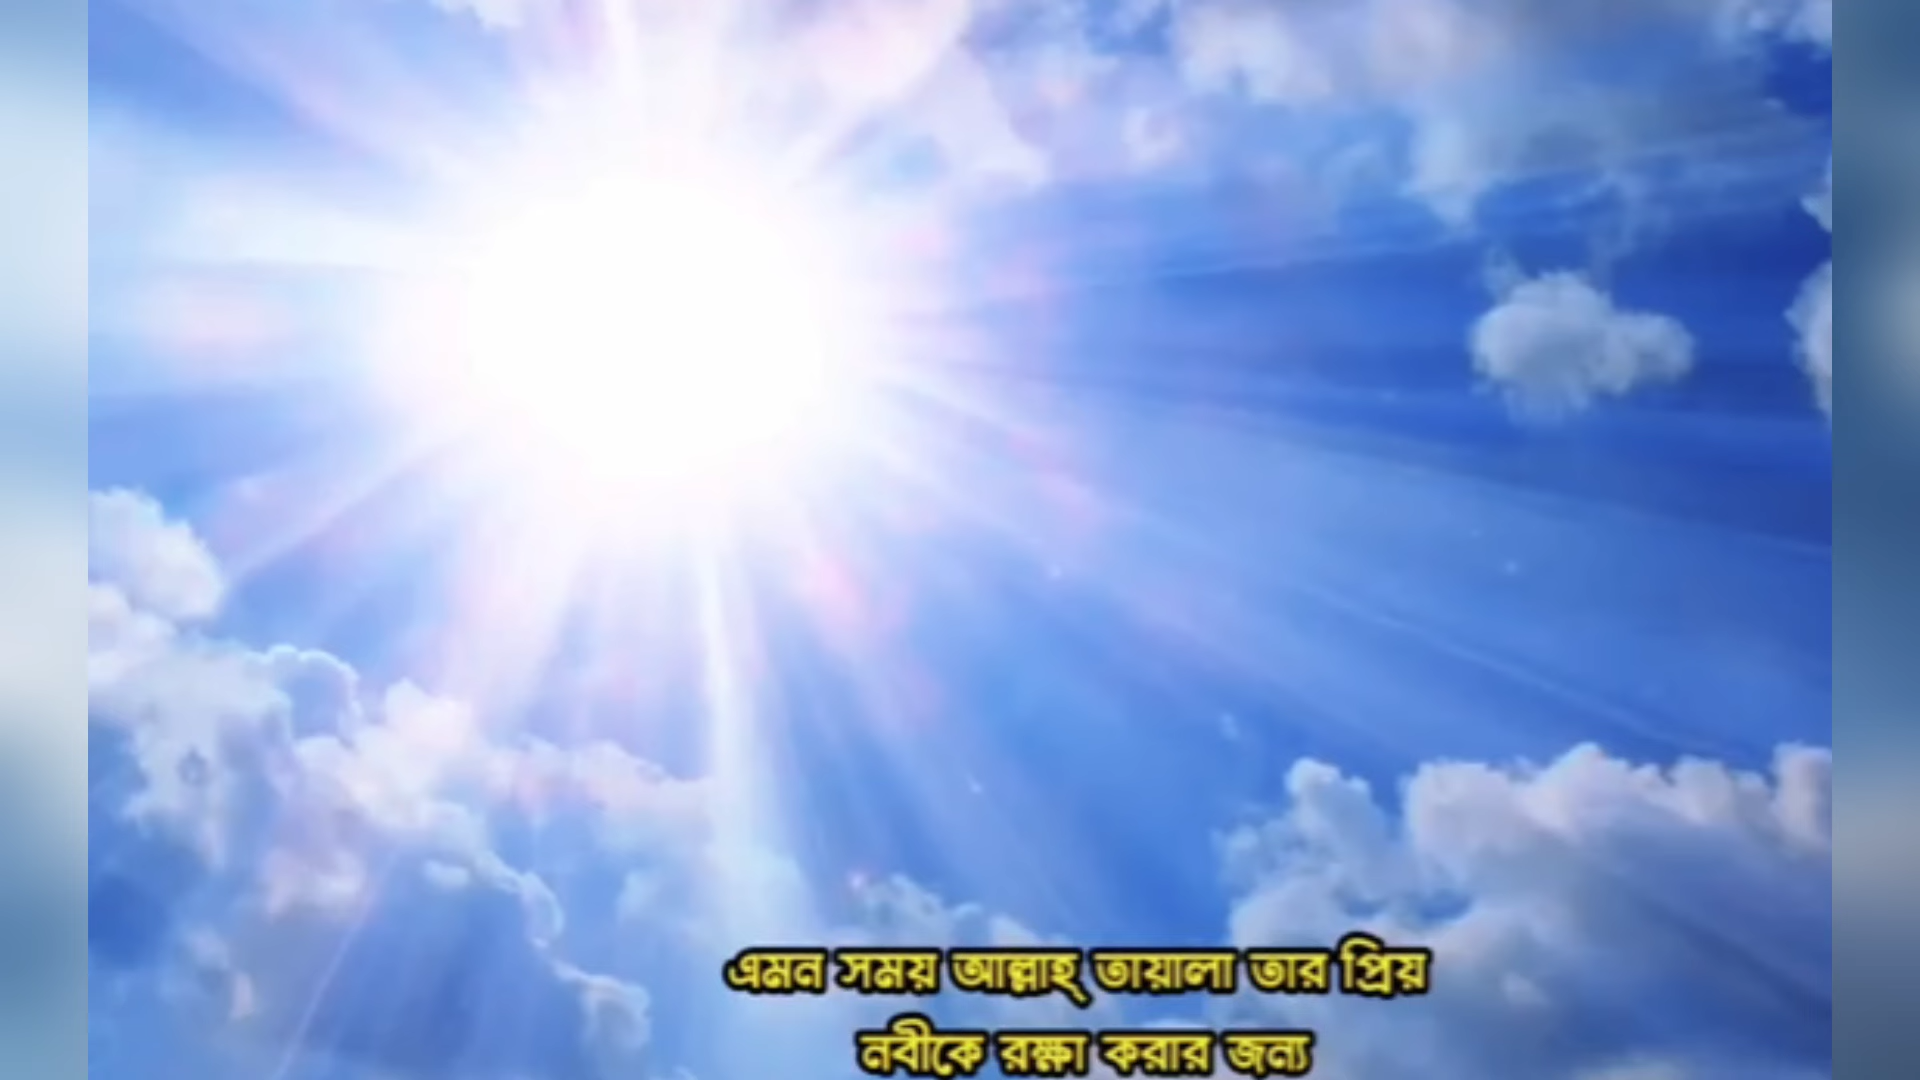 এমন সময় আল্লাহ্ তায়ালা তার প্রিয়
নবীকে রক্ষা করার জন্য